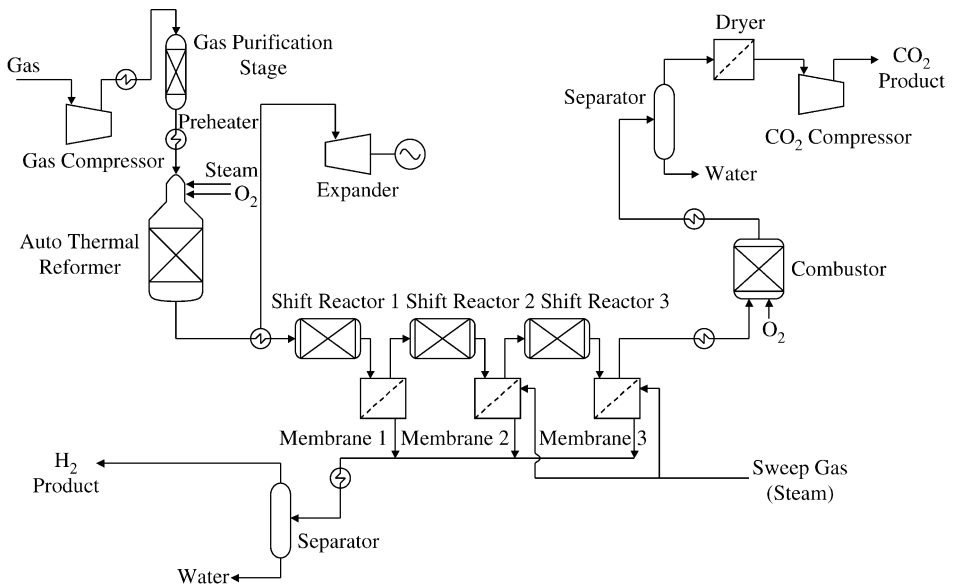 Gas
Gas Compressor
Gas Purification
Stage
Preheater
Steam
O2
Auto Thermal
Reformer
Expander
Dryer
CO2
Product
Separator
CO2 Compressor
Water
Combustor
O2
Shift Reactor 1
Shift Reactor 2
Shift Reactor 3
Membrane 1
Membrane 2
Membrane 3
H2
Product
Sweep Gas
(Steam)
Separator
Water